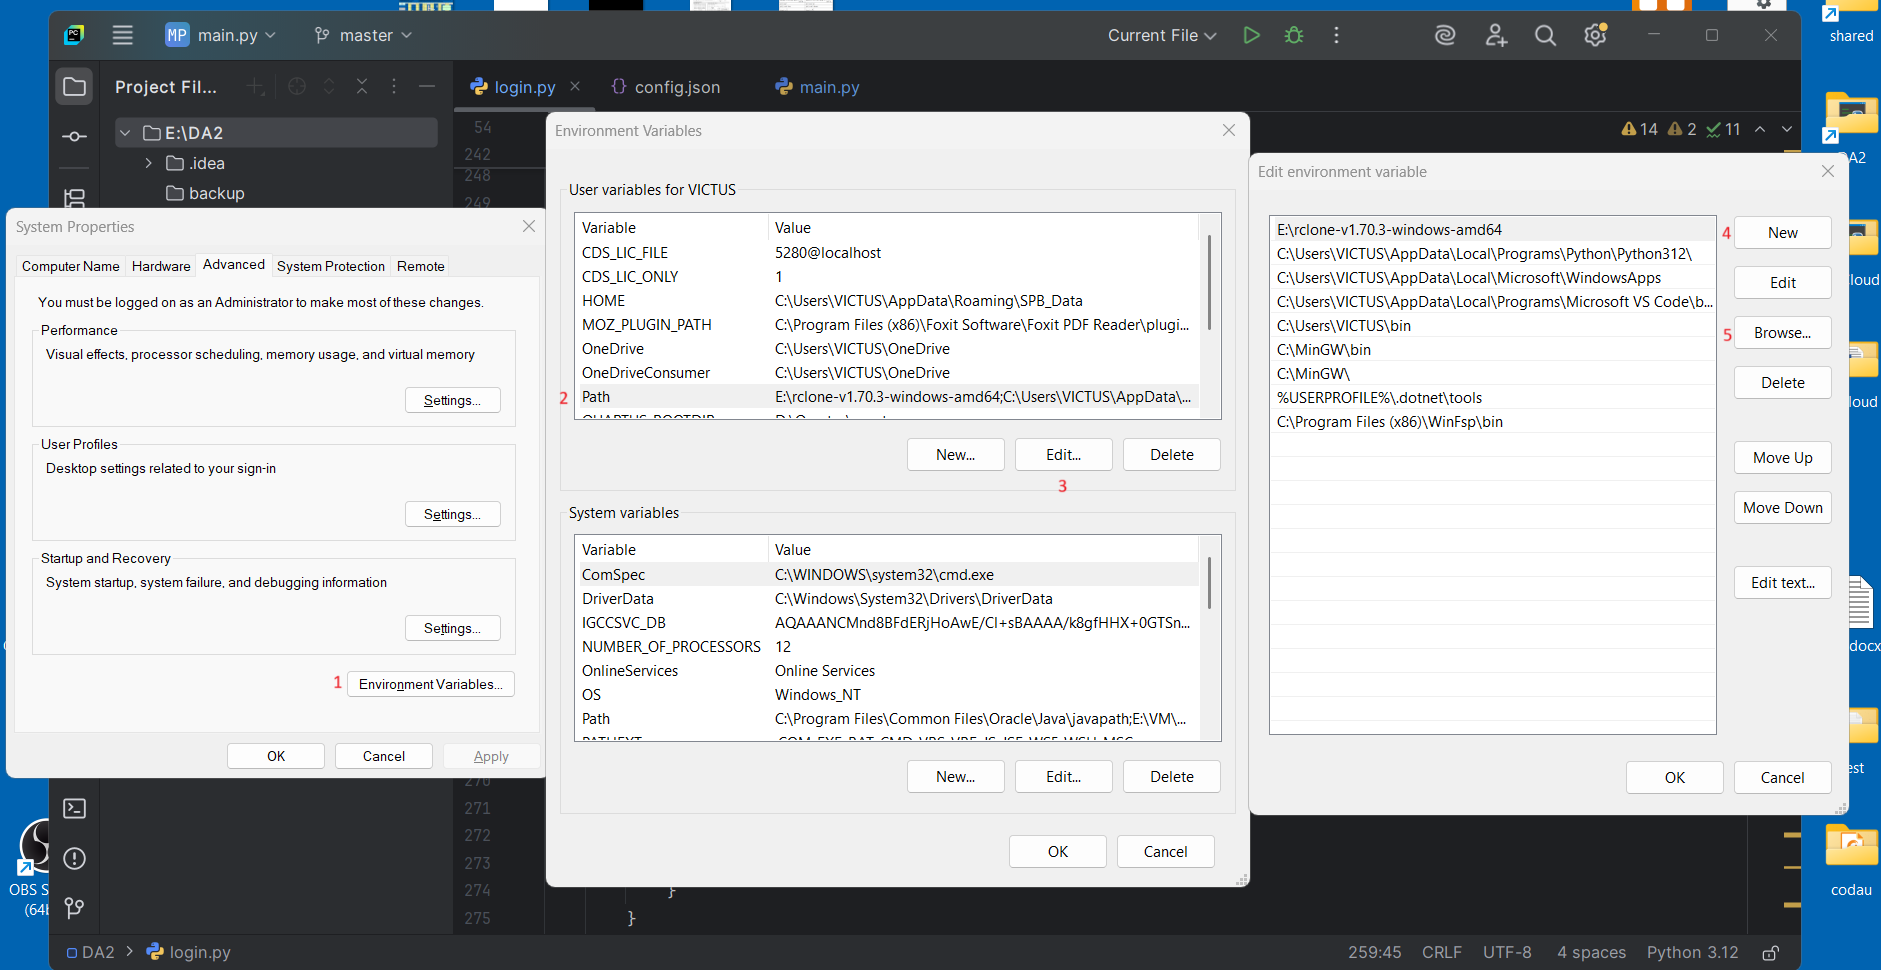 MP main.py
master
Current File
shared
Project Fil...
login.py
config.json
main.py
E:\DA2
.idea
backup
54
242
248
249
14 2 11
System Properties
Computer Name Hardware Advanced System Protection Remote
You must be logged on as an Administrator to make most of these changes.
Performance
Visual effects, processor scheduling, memory usage, and virtual memory
Settings...
User Profiles
Desktop settings related to your sign-in
Settings...
Startup and Recovery
System startup, system failure, and debugging information
Settings...
1 Environment Variables...
OK Cancel Apply
Environment Variables
User variables for VICTUS
Variable Value
CDS_LIC_FILE 5280@localhost
CDS_LIC_ONLY 1
HOME C:\Users\VICTUS\AppData\Roaming\SPB_Data
MOZ_PLUGIN_PATH C:\Program Files (x86)\Foxit Software\Foxit PDF Reader\plugi...
OneDrive C:\Users\VICTUS\OneDrive
OneDriveConsumer C:\Users\VICTUS\OneDrive
2 Path E:\rclone-v1.70.3-windows-amd64;C:\Users\VICTUS\AppData\...
New... Edit... Delete
3
System variables
Variable Value
ComSpec C:\WINDOWS\system32\cmd.exe
DriverData C:\Windows\System32\Drivers\DriverData
IGCCSVC_DB AQAAANCMnd8BFdERjHoAwE/Cl+sBAAAA/k8gfHHX+0GTSn...
NUMBER_OF_PROCESSORS 12
OnlineServices Online Services
OS Windows_NT
Path C:\Program Files\Common Files\Oracle\Java\javapath;E:\VM\...
New... Edit... Delete
OK Cancel
Edit environment variable
E:\rclone-v1.70.3-windows-amd64
C:\Users\VICTUS\AppData\Local\Programs\Python\Python312\
C:\Users\VICTUS\AppData\Local\Microsoft\WindowsApps
C:\Users\VICTUS\AppData\Local\Programs\Microsoft VS Code\b...
C:\Users\VICTUS\bin
C:\MinGW\bin
C:\MinGW\
%USERPROFILE%\.dotnet\tools
C:\Program Files (x86)\WinFsp\bin
4 New
Edit
5 Browse...
Delete
Move Up
Move Down
Edit text...
OK Cancel
A2
loud
loud
docx
est
codau
270
271
272
273
274 }
275 }
OBS S
(64b
DA2 > login.py
259:45 CRLF UTF-8 4 spaces Python 3.12